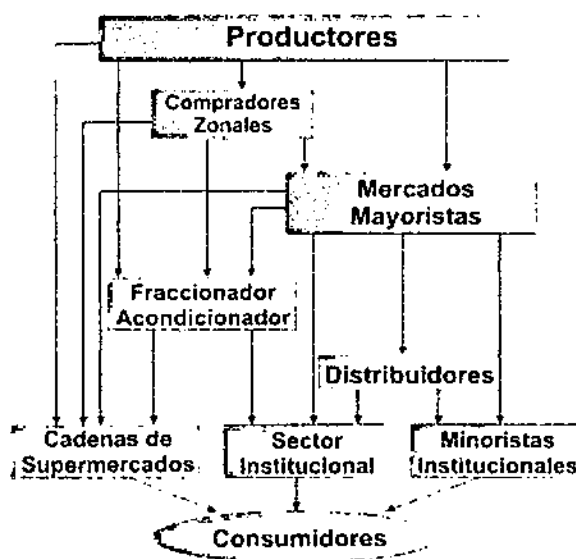 Productores
Compradores
Zonales
Mercados
Mayoristas
Fraccionador
Acondicionador
Distribuidores
Cadenas de
Supermercados
Sector
Institucional
Minoristas
Institucionales
Consumidores